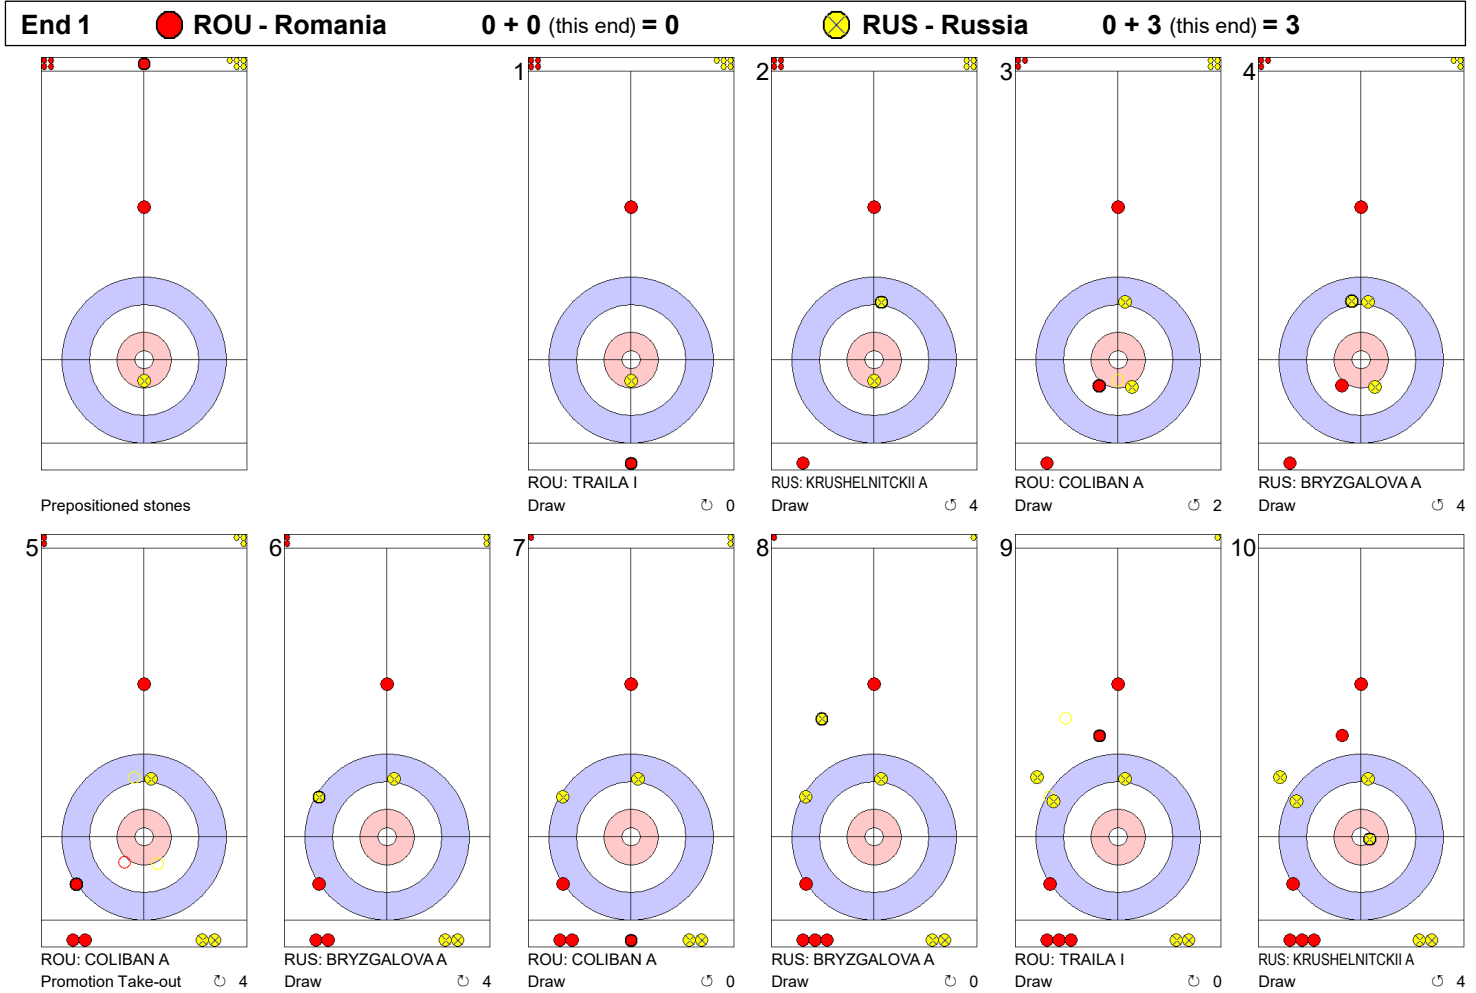 End 1 ROU - Romania 0 + 0 (this end) = 0 RUS - Russia 0 + 3 (this end) = 3
Prepositioned stones
1
ROU: TRAILA I
Draw ↻ 0
2
RUS: KRUSHELNITCKII A
Draw ↺ 4
3
ROU: COLIBAN A
Draw ↺ 2
4
RUS: BRYZGALOVA A
Draw ↺ 4
5
ROU: COLIBAN A
Promotion Take-out ↻ 4
6
RUS: BRYZGALOVA A
Draw ↻ 4
7
ROU: COLIBAN A
Draw ↺ 0
8
RUS: BRYZGALOVA A
Draw ↻ 0
9
ROU: TRAILA I
Draw ↻ 0
10
RUS: KRUSHELNITCKII A
Draw ↺ 4